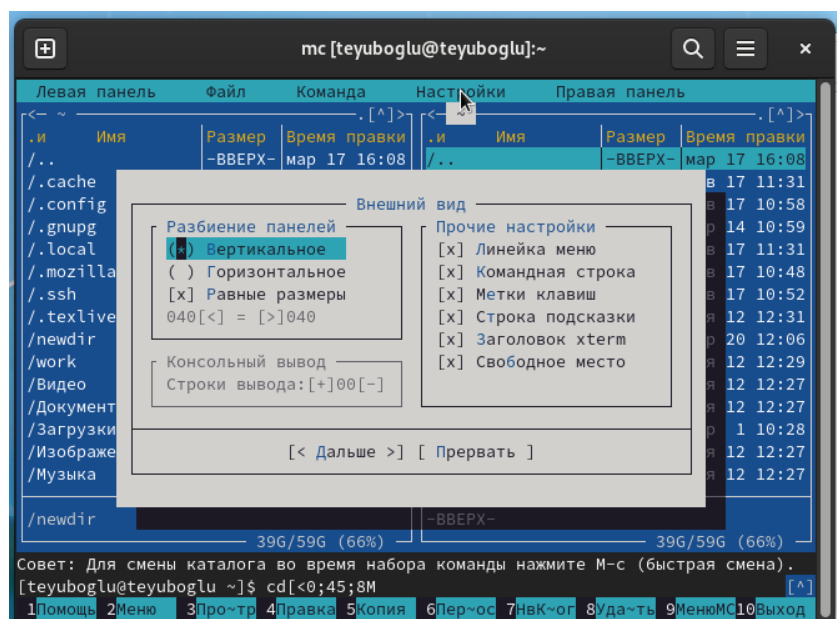 mc [teyuboglu@teyuboglu]:~
Левая панель Файл Команда Настройки Правая панель
<— ~ .[^]> <— ~ .[^]>
.и Имя Размер Время правки .и Имя Размер Время правки
/.. -ВВЕРХ- мар 17 16:08 /.. -ВВЕРХ- мар 17 16:08
/.cache в 17 11:31
/.config Внешний вид в 17 10:58
/.gnupg Разбиение панелей Прочие настройки р 14 10:59
/.local (*) Вертикальное [x] Линейка меню в 17 11:31
/.mozilla ( ) Горизонтальное [x] Командная строка в 17 10:48
/.ssh [x] Равные размеры [x] Метки клавиш в 17 10:52
/.texlive 040[<] = [>]040 [x] Строка подсказки я 12 12:31
/newdir [x] Заголовок xterm р 20 12:06
/work Консольный вывод [x] Свободное место я 12 12:29
/Видео Строки вывода:[+]00[-] я 12 12:27
/Документ я 12 12:27
/Загрузки р 1 10:28
/Изображе [< Дальше >] [ Прервать ] я 12 12:27
/Музыка я 12 12:27
/newdir -ВВЕРХ-
39G/59G (66%) 39G/59G (66%)
Совет: Для смены каталога во время набора команды нажмите M-c (быстрая смена).
[teyuboglu@teyuboglu ~]$ cd[<0;45;8M [^]
1Помощь 2Меню 3Про~тр 4Правка 5Копия 6Пер~ос 7НвК~ог 8Уда~ть 9МенюMC 10Выход